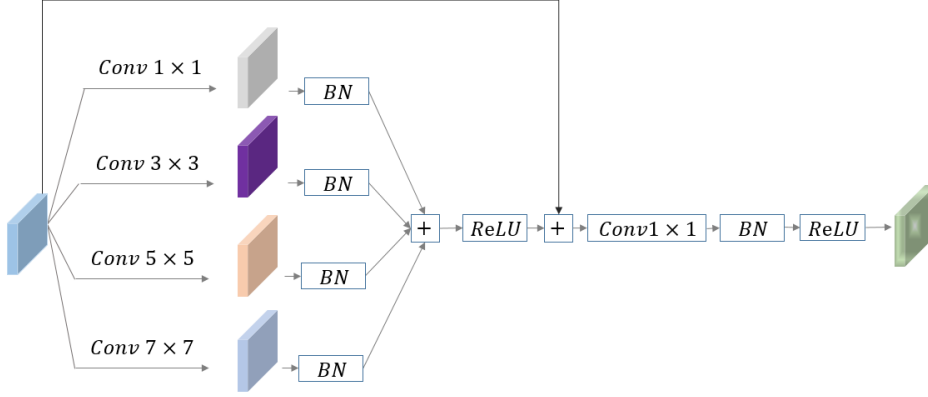 Conv 1 × 1
BN
Conv 3 × 3
BN
+
ReLU
+
Conv1 × 1
BN
ReLU
Conv 5 × 5
BN
Conv 7 × 7
BN